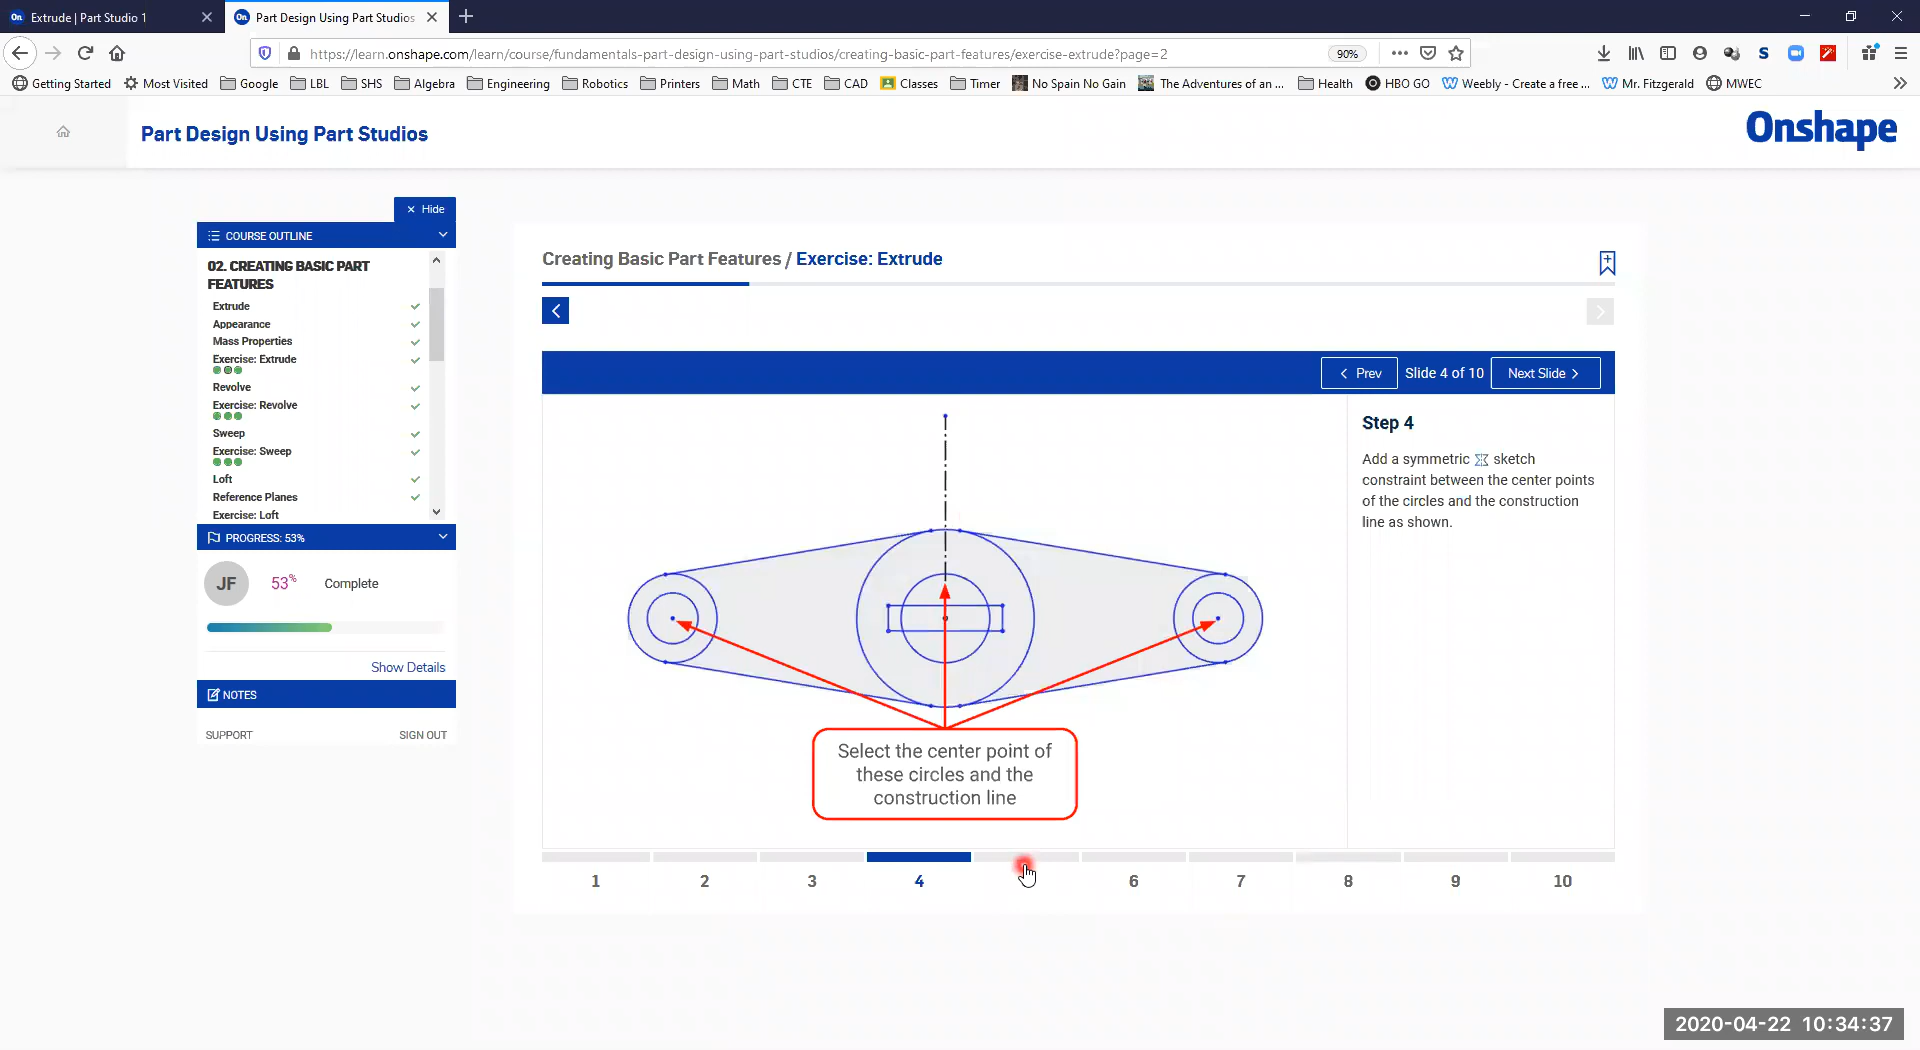 On Extrude | Part Studio 1
On Part Design Using Part Studios
https://learn.onshape.com/learn/course/fundamentals-part-design-using-part-studios/creating-basic-part-features/exercise-extrude?page=2
90%
S
Getting Started
Most Visited
Google
LBL
SHS
Algebra
Engineering
Robotics
Printers
Math
CTE
CAD
Classes
Timer
No Spain No Gain
The Adventures of an ...
Health
HBO GO
Weebly - Create a free ...
Mr. Fitzgerald
MWEC
Part Design Using Part Studios
Onshape
× Hide
COURSE OUTLINE
02. CREATING BASIC PART
FEATURES
Extrude
Appearance
Mass Properties
Exercise: Extrude
Revolve
Exercise: Revolve
Sweep
Exercise: Sweep
Loft
Reference Planes
Exercise: Loft
PROGRESS: 53%
JF 53% Complete
Show Details
NOTES
SUPPORT SIGN OUT
Creating Basic Part Features / Exercise: Extrude
Prev Slide 4 of 10 Next Slide
Step 4
Add a symmetric sketch
constraint between the center points
of the circles and the construction
line as shown.
Select the center point of
these circles and the
construction line
1 2 3 4 6 7 8 9 10
2020-04-22 10:34:37